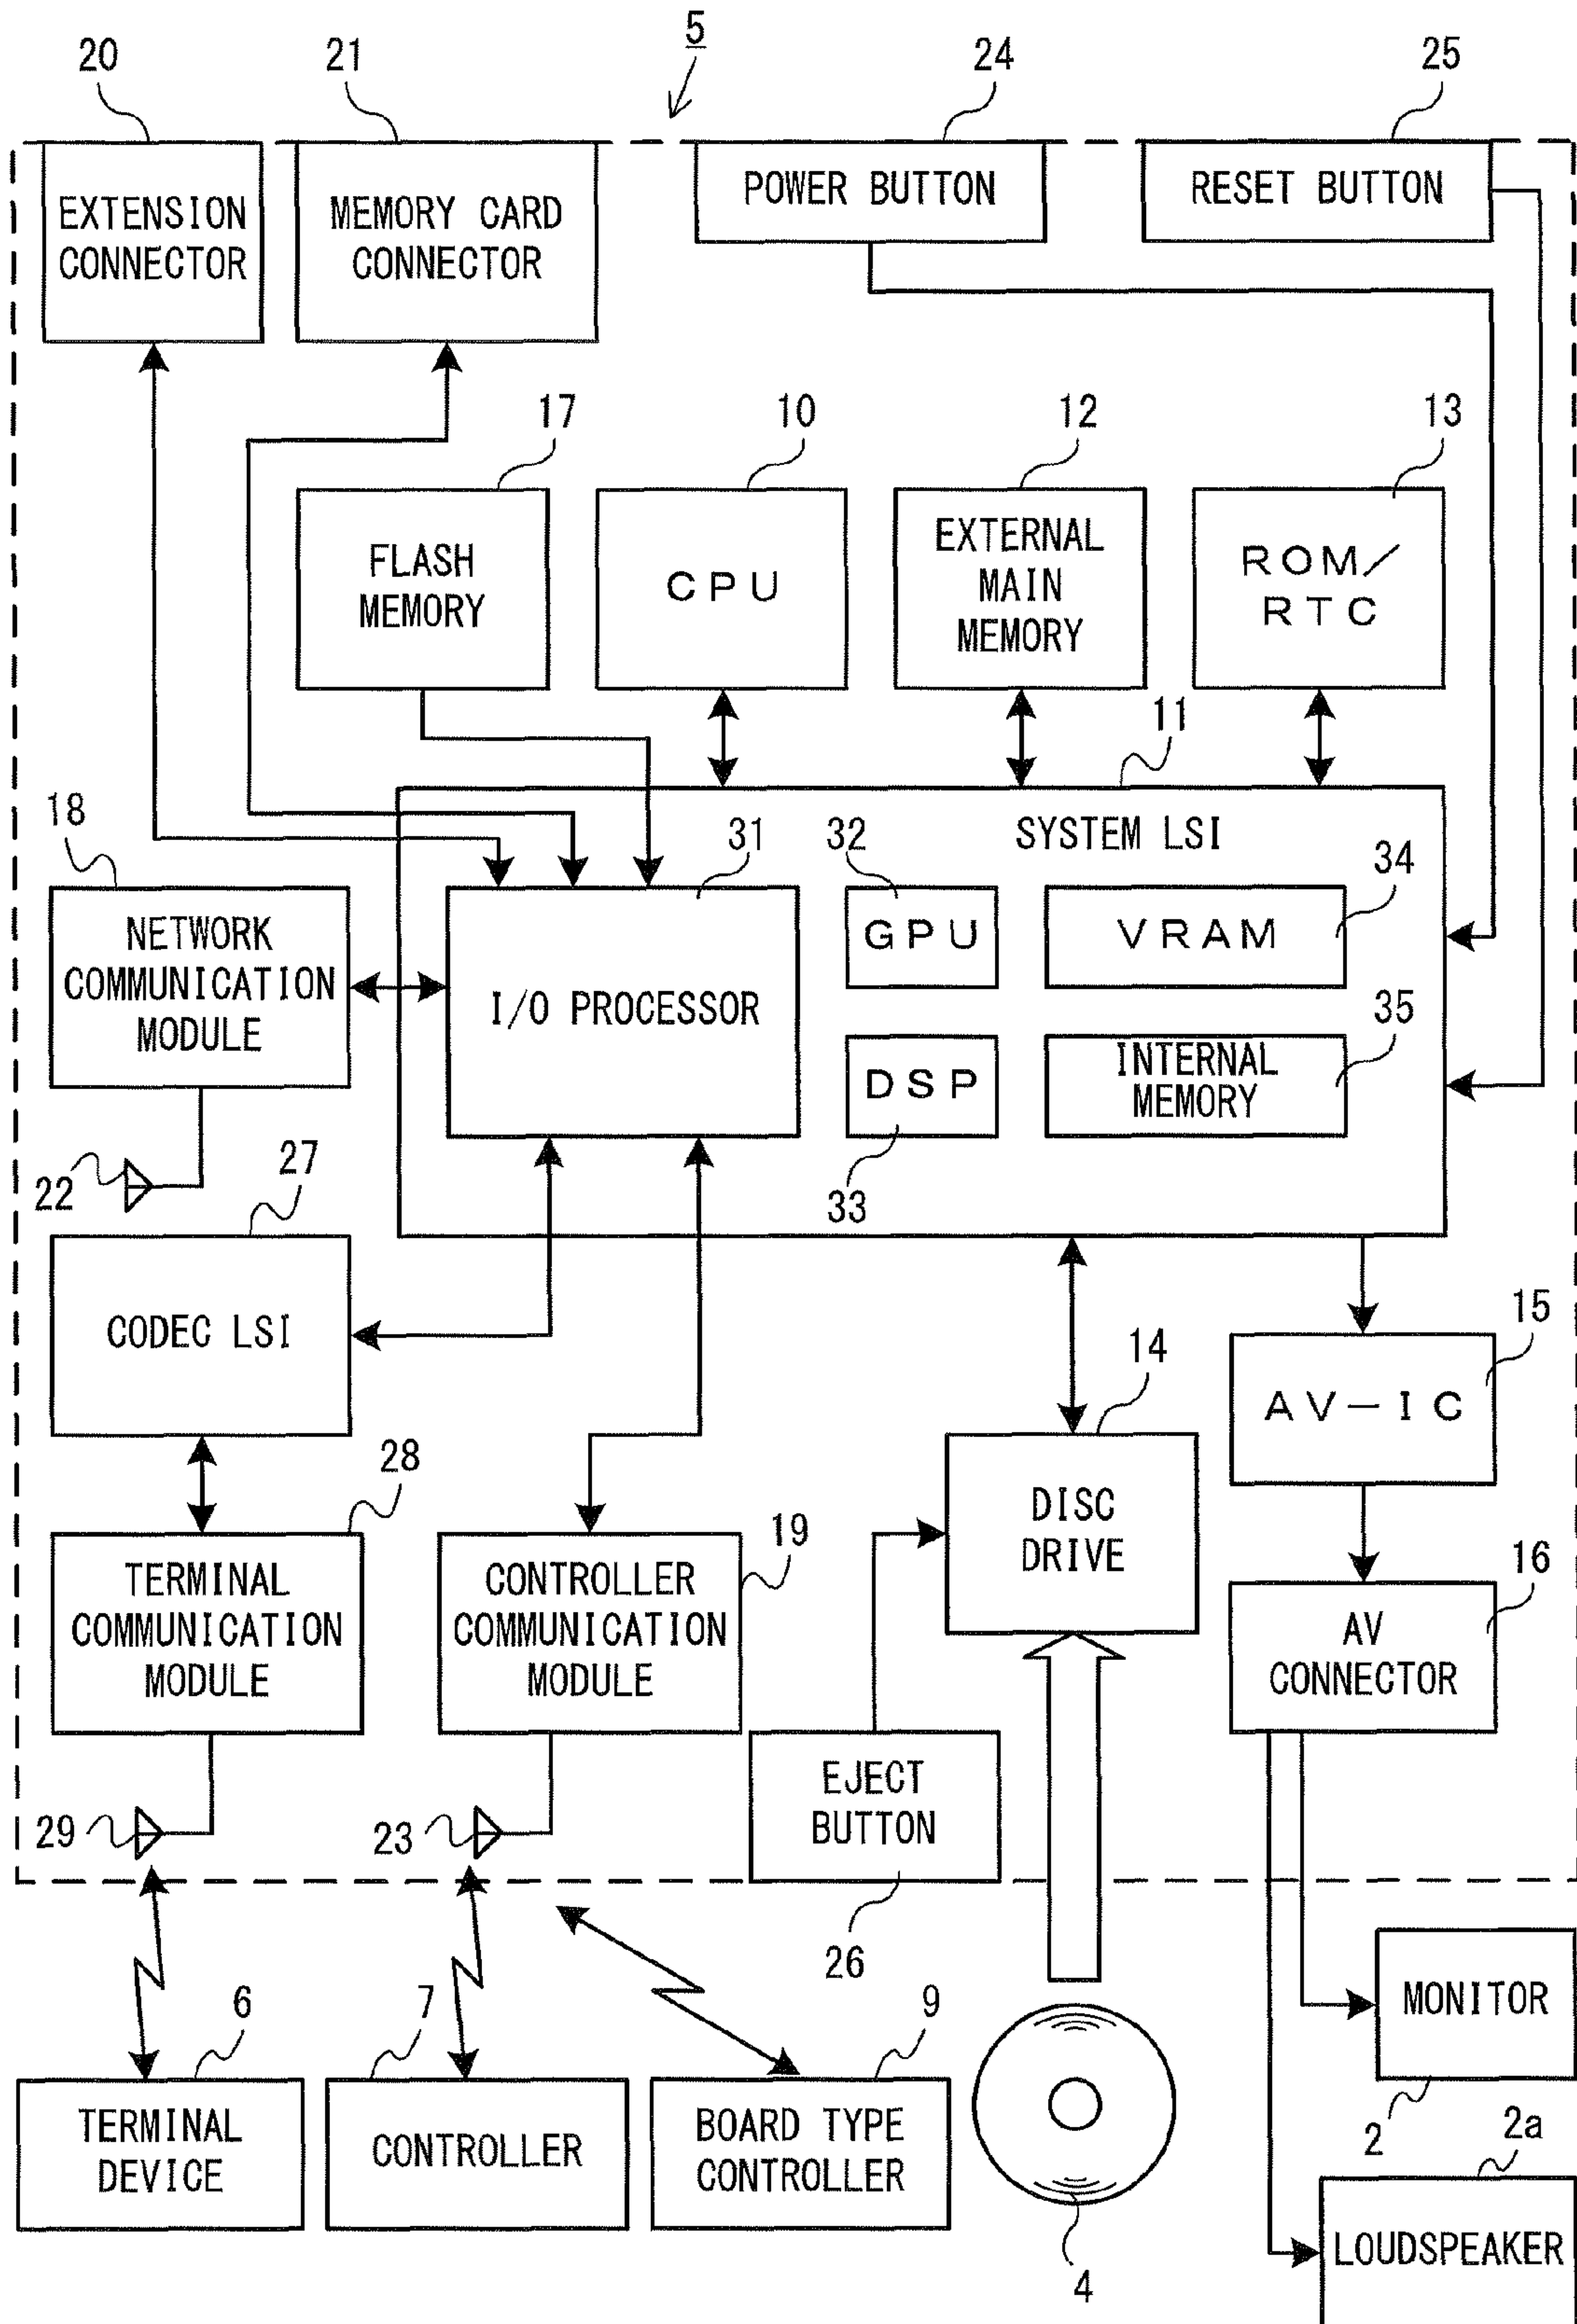 5
20
21
24
25
EXTENSION
CONNECTOR
MEMORY CARD
CONNECTOR
POWER BUTTON
RESET BUTTON
17
10
12
13
FLASH
MEMORY
CPU
EXTERNAL
MAIN
MEMORY
ROM/
RTC
11
SYSTEM LSI
18
31
32
34
NETWORK
COMMUNICATION
MODULE
I/O PROCESSOR
GPU
VRAM
35
DSP
INTERNAL
MEMORY
22
27
33
CODEC LSI
14
15
AV-IC
28
19
16
TERMINAL
COMMUNICATION
MODULE
CONTROLLER
COMMUNICATION
MODULE
DISC
DRIVE
AV
CONNECTOR
29
23
EJECT
BUTTON
26
6
7
9
MONITOR
2
TERMINAL
DEVICE
CONTROLLER
BOARD TYPE
CONTROLLER
4
2a
LOUDSPEAKER